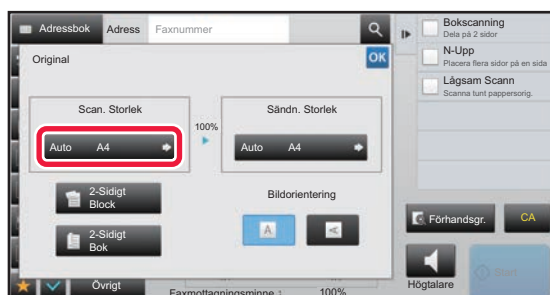 Adressbok
Adress
Faxnummer
Bokscanning
Dela på 2 sidor
N-Upp
Placera flera sidor på en sida
Långsam Scann
Scanna tunt pappersorig.
Original
OK
Scan. Storlek
100%
Sändn. Storlek
Auto A4
Auto A4
2-Sidigt
Block
2-Sidigt
Bok
Bildorientering
A
A
Förhandsgr.
CA
Högtalare
Start
Övrigt
Faxmottagningsminne
100%